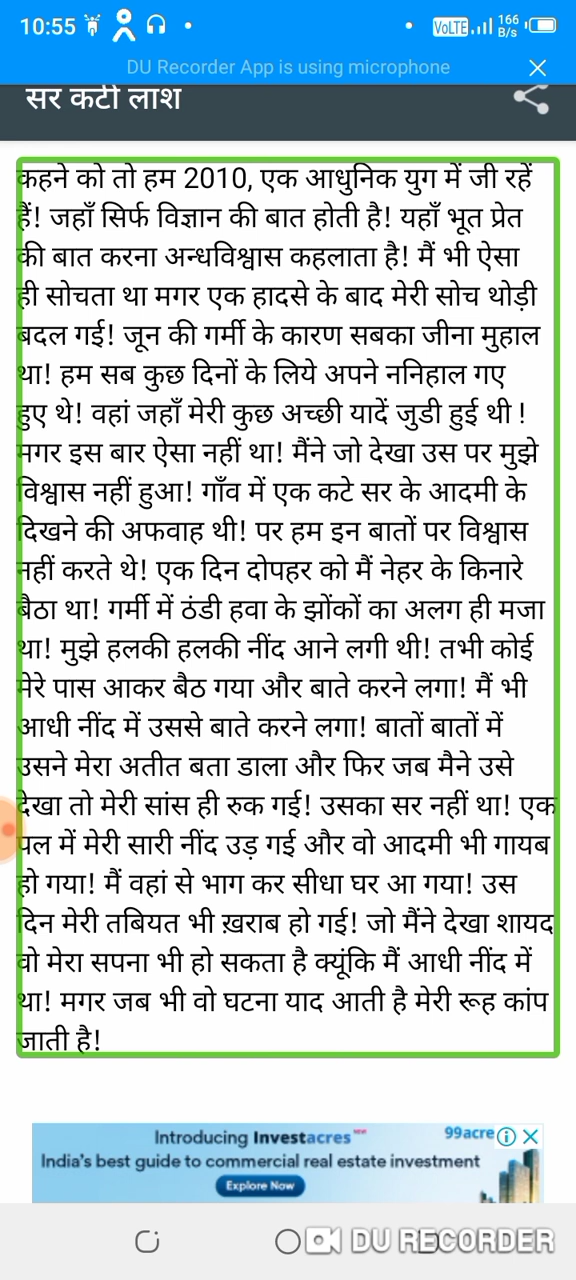 10:55
VoLTE
166
B/s
DU Recorder App is using microphone
सर कटी लाश
कहने को तो हम 2010, एक आधुनिक युग में जी रहें
हैं! जहाँ सिर्फ विज्ञान की बात होती है! यहाँ भूत प्रेत
की बात करना अन्धविश्वास कहलाता है! मैं भी ऐसा
ही सोचता था मगर एक हादसे के बाद मेरी सोच थोड़ी
बदल गई! जून की गर्मी के कारण सबका जीना मुहाल
था! हम सब कुछ दिनों के लिये अपने ननिहाल गए
हुए थे! वहां जहाँ मेरी कुछ अच्छी यादें जुडी हुई थी !
मगर इस बार ऐसा नहीं था! मैंने जो देखा उस पर मुझे
विश्वास नहीं हुआ! गाँव में एक कटे सर के आदमी के
दिखने की अफवाह थी! पर हम इन बातों पर विश्वास
नहीं करते थे! एक दिन दोपहर को मैं नेहर के किनारे
बैठा था! गर्मी में ठंडी हवा के झोंकों का अलग ही मजा
था! मुझे हलकी हलकी नींद आने लगी थी! तभी कोई
मेरे पास आकर बैठ गया और बाते करने लगा! मैं भी
आधी नींद में उससे बाते करने लगा! बातों बातों में
उसने मेरा अतीत बता डाला और फिर जब मैने उसे
देखा तो मेरी सांस ही रुक गई! उसका सर नहीं था! एक
पल में मेरी सारी नींद उड़ गई और वो आदमी भी गायब
हो गया! मैं वहां से भाग कर सीधा घर आ गया! उस
दिन मेरी तबियत भी ख़राब हो गई! जो मैंने देखा शायद
वो मेरा सपना भी हो सकता है क्यूंकि मैं आधी नींद में
था! मगर जब भी वो घटना याद आती है मेरी रूह कांप
जाती है!
Introducing Investacres NEW
99acre
India's best guide to commercial real estate investment
Explore Now
DU RECORDER